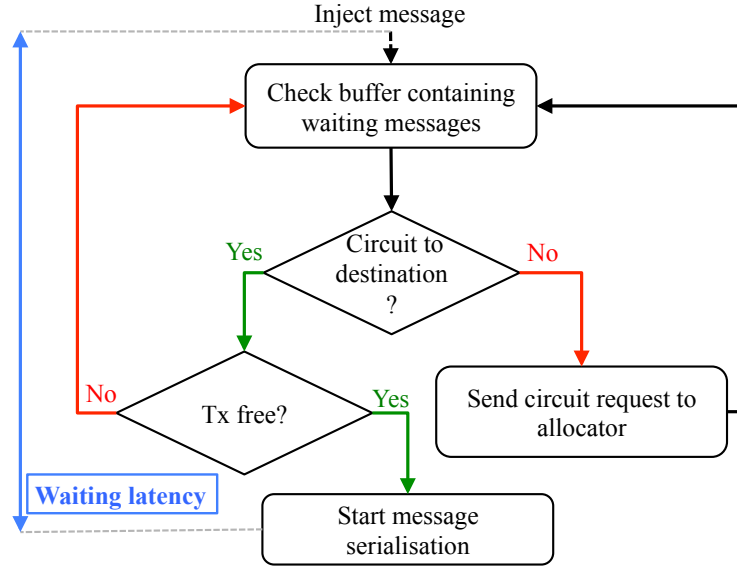 Inject message
Check buffer containing
waiting messages
Circuit to
destination
?
Yes
No
Tx free?
No
Yes
Send circuit request to
allocator
Waiting latency
Start message
serialisation